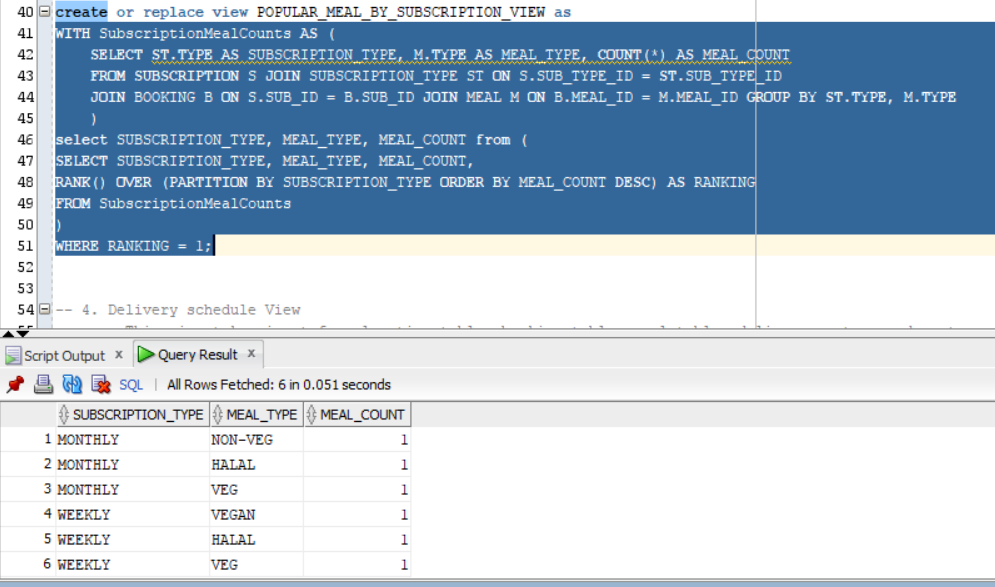 40 create or replace view POPULAR_MEAL_BY_SUBSCRIPTION_VIEW as
41 WITH SubscriptionMealCounts AS (
42 SELECT ST.TYPE AS SUBSCRIPTION_TYPE, M.TYPE AS MEAL_TYPE, COUNT(*) AS MEAL_COUNT
43 FROM SUBSCRIPTION S JOIN SUBSCRIPTION_TYPE ST ON S.SUB_TYPE_ID = ST.SUB_TYPE_ID
44 JOIN BOOKING B ON S.SUB_ID = B.SUB_ID JOIN MEAL M ON B.MEAL_ID = M.MEAL_ID GROUP BY ST.TYPE, M.TYPE
45 )
46 select SUBSCRIPTION_TYPE, MEAL_TYPE, MEAL_COUNT from (
47 SELECT SUBSCRIPTION_TYPE, MEAL_TYPE, MEAL_COUNT,
48 RANK() OVER (PARTITION BY SUBSCRIPTION_TYPE ORDER BY MEAL_COUNT DESC) AS RANKING
49 FROM SubscriptionMealCounts
50 )
51 WHERE RANKING = 1;
52
53
54 -- 4. Delivery schedule View
Script Output x Query Result x
SQL | All Rows Fetched: 6 in 0.051 seconds
SUBSCRIPTION_TYPE MEAL_TYPE MEAL_COUNT
1 MONTHLY NON-VEG 1
2 MONTHLY HALAL 1
3 MONTHLY VEG 1
4 WEEKLY VEGAN 1
5 WEEKLY HALAL 1
6 WEEKLY VEG 1